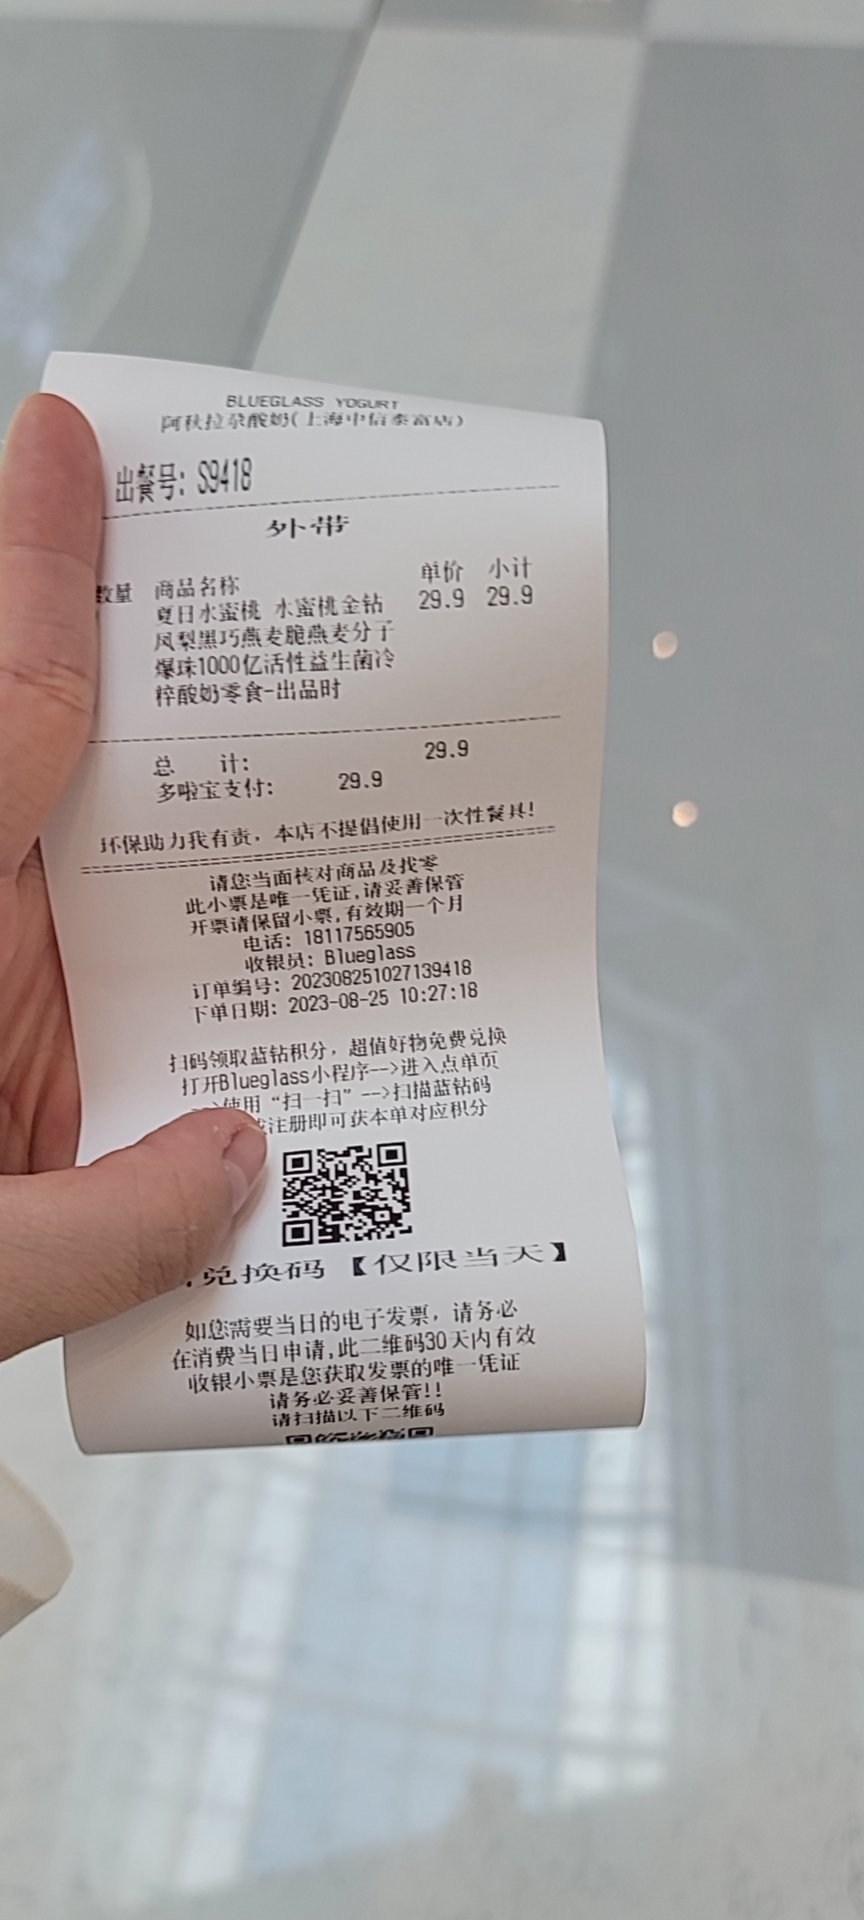 BLUEGLASS YOGURT
阿秋拉尕酸奶(上海中信泰富店)
出餐号: S9418
外带
数量 商品名称 单价 小计
夏日水蜜桃 水蜜桃金钻 29.9 29.9
凤梨黑巧燕麦脆燕麦分子
爆珠1000亿活性益生菌冷
粹酸奶零食-出品时
总 计: 29.9
多啦宝支付: 29.9
环保助力我有责，本店不提倡使用一次性餐具!
请您当面核对商品及找零
此小票是唯一凭证,请妥善保管
开票请保留小票,有效期一个月
电话: 18117565905
收银员: Blueglass
订单编号: 202308251027139418
下单日期: 2023-08-25 10:27:18
扫码领取蓝钻积分，超值好物免费兑换
打开Blueglass小程序-->进入点单页
使用“扫一扫”-->扫描蓝钻码
注册即可获本单对应积分
兑换码【仅限当天】
如您需要当日的电子发票，请务必
在消费当日申请,此二维码30天内有效
收银小票是您获取发票的唯一凭证
请务必妥善保管!!
请扫描以下二维码